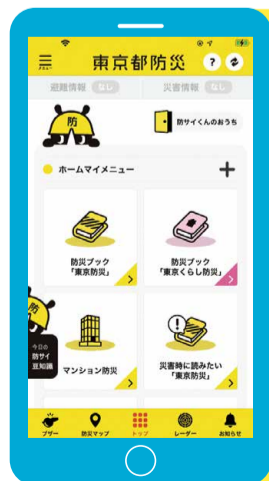 メニュー
東京都防災
?
避難情報 なし
災害情報 なし
防
防サイくんのおうち
ホームマイメニュー
防災ブック
「東京防災」
防災ブック
「東京くらし防災」
今日の
防サイ
豆知識
マンション防災
災害時に読みたい
「東京防災」
ブザー
防災マップ
トップ
レーダー
お知らせ